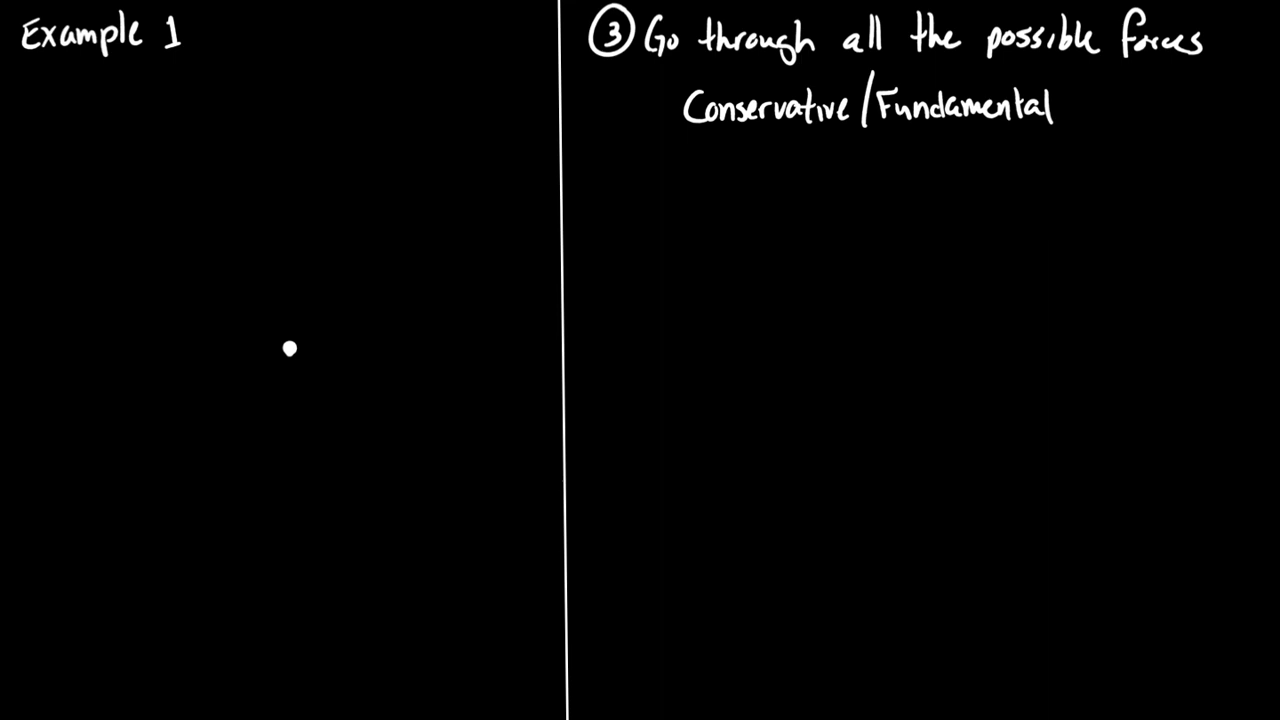 Example 1
③ Go through all the possible forces
Conservative/Fundamental